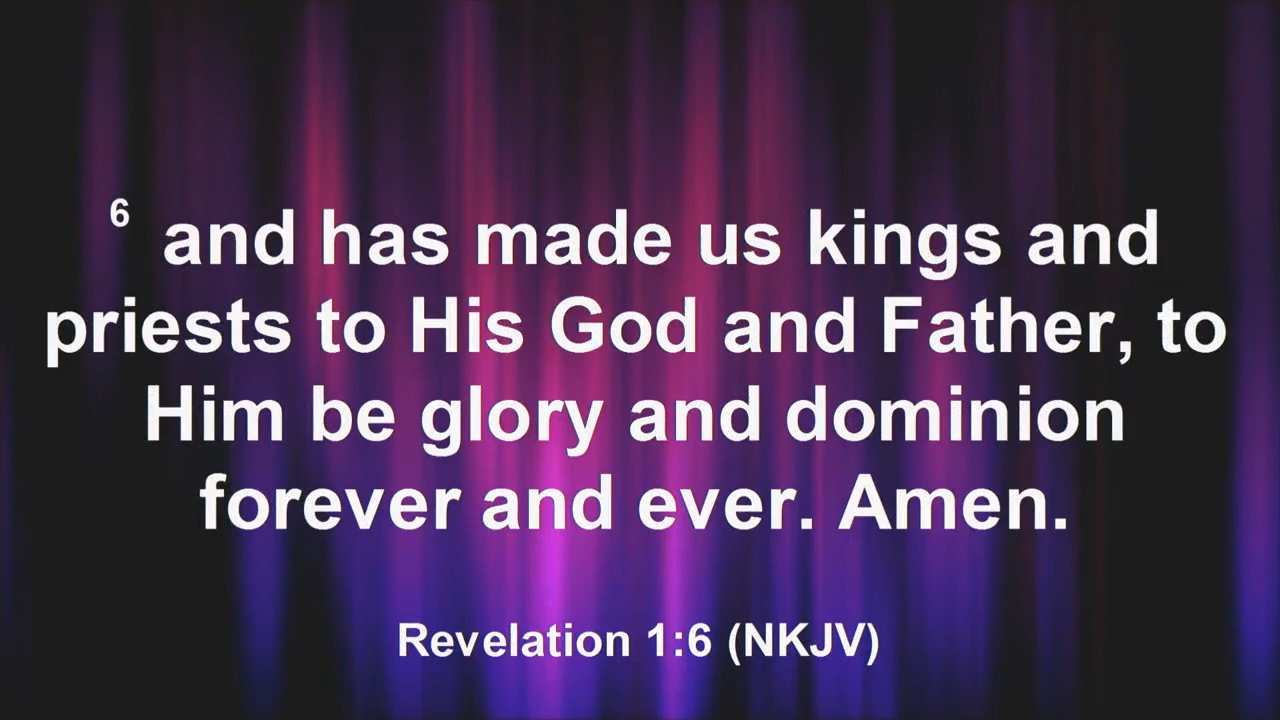 6 and has made us kings and
priests to His God and Father, to
Him be glory and dominion
forever and ever. Amen.
Revelation 1:6 (NKJV)